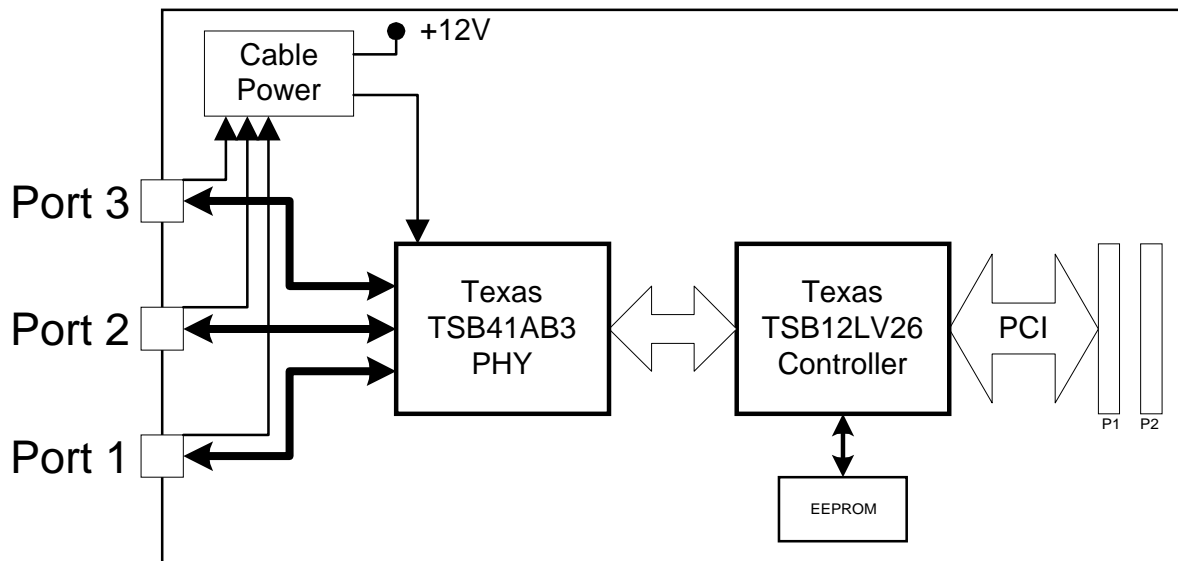 Cable
Power
+12V
Port 3
Port 2
Port 1
Texas
TSB41AB3
PHY
Texas
TSB12LV26
Controller
PCI
P1
P2
EEPROM